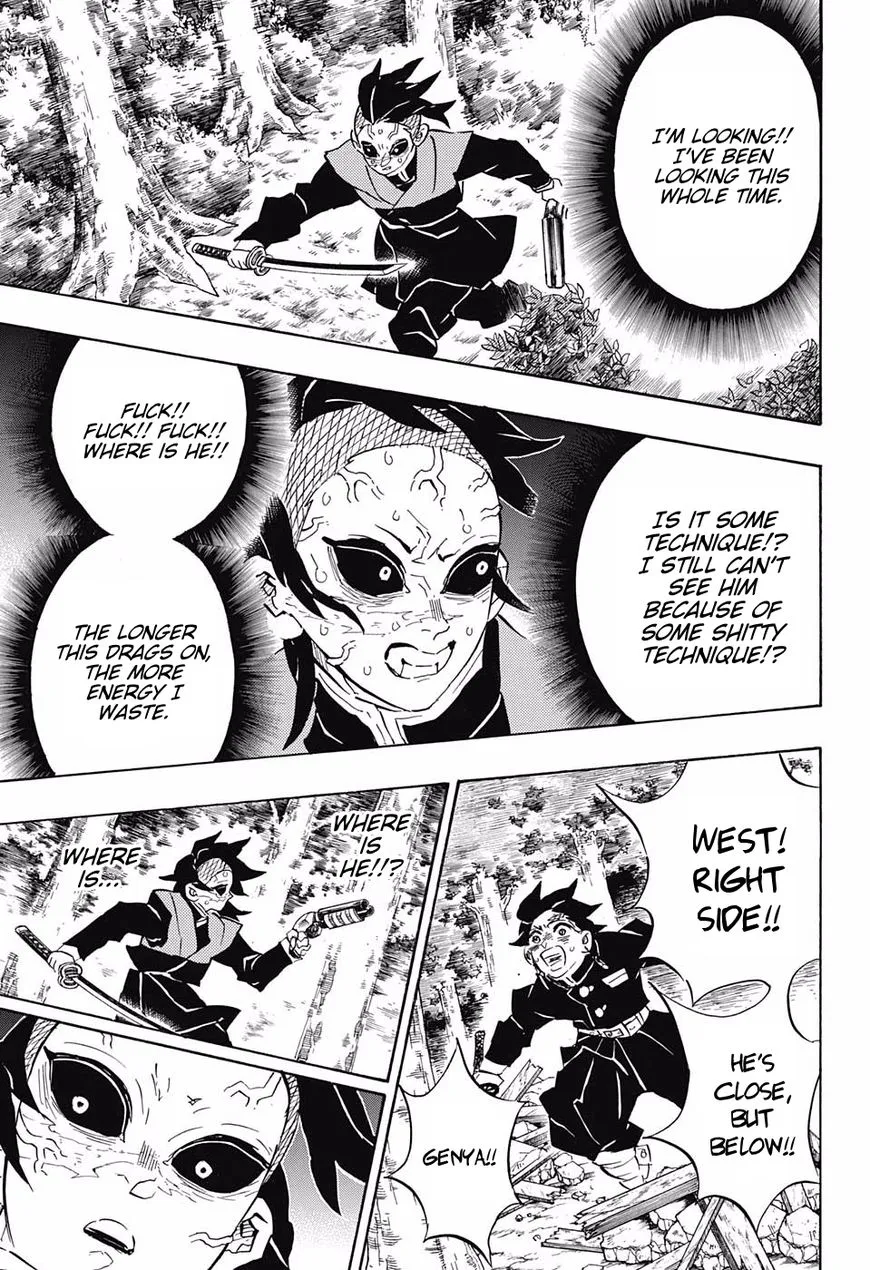 I'M LOOKING!!
I'VE BEEN
LOOKING THIS
WHOLE TIME.
IS IT SOME
TECHNIQUE!?
I STILL CAN'T
SEE HIM
BECAUSE OF
SOME SHITTY
TECHNIQUE!?
FUCK!!
FUCK!! FUCK!!
WHERE IS HE!!
THE LONGER
THIS DRAGS ON,
THE MORE
ENERGY I
WASTE.
WEST!
RIGHT
SIDE!!
HE'S
CLOSE,
BUT
BELOW!!
GENYA!!
WHERE
IS
HE!!?
WHERE
IS...